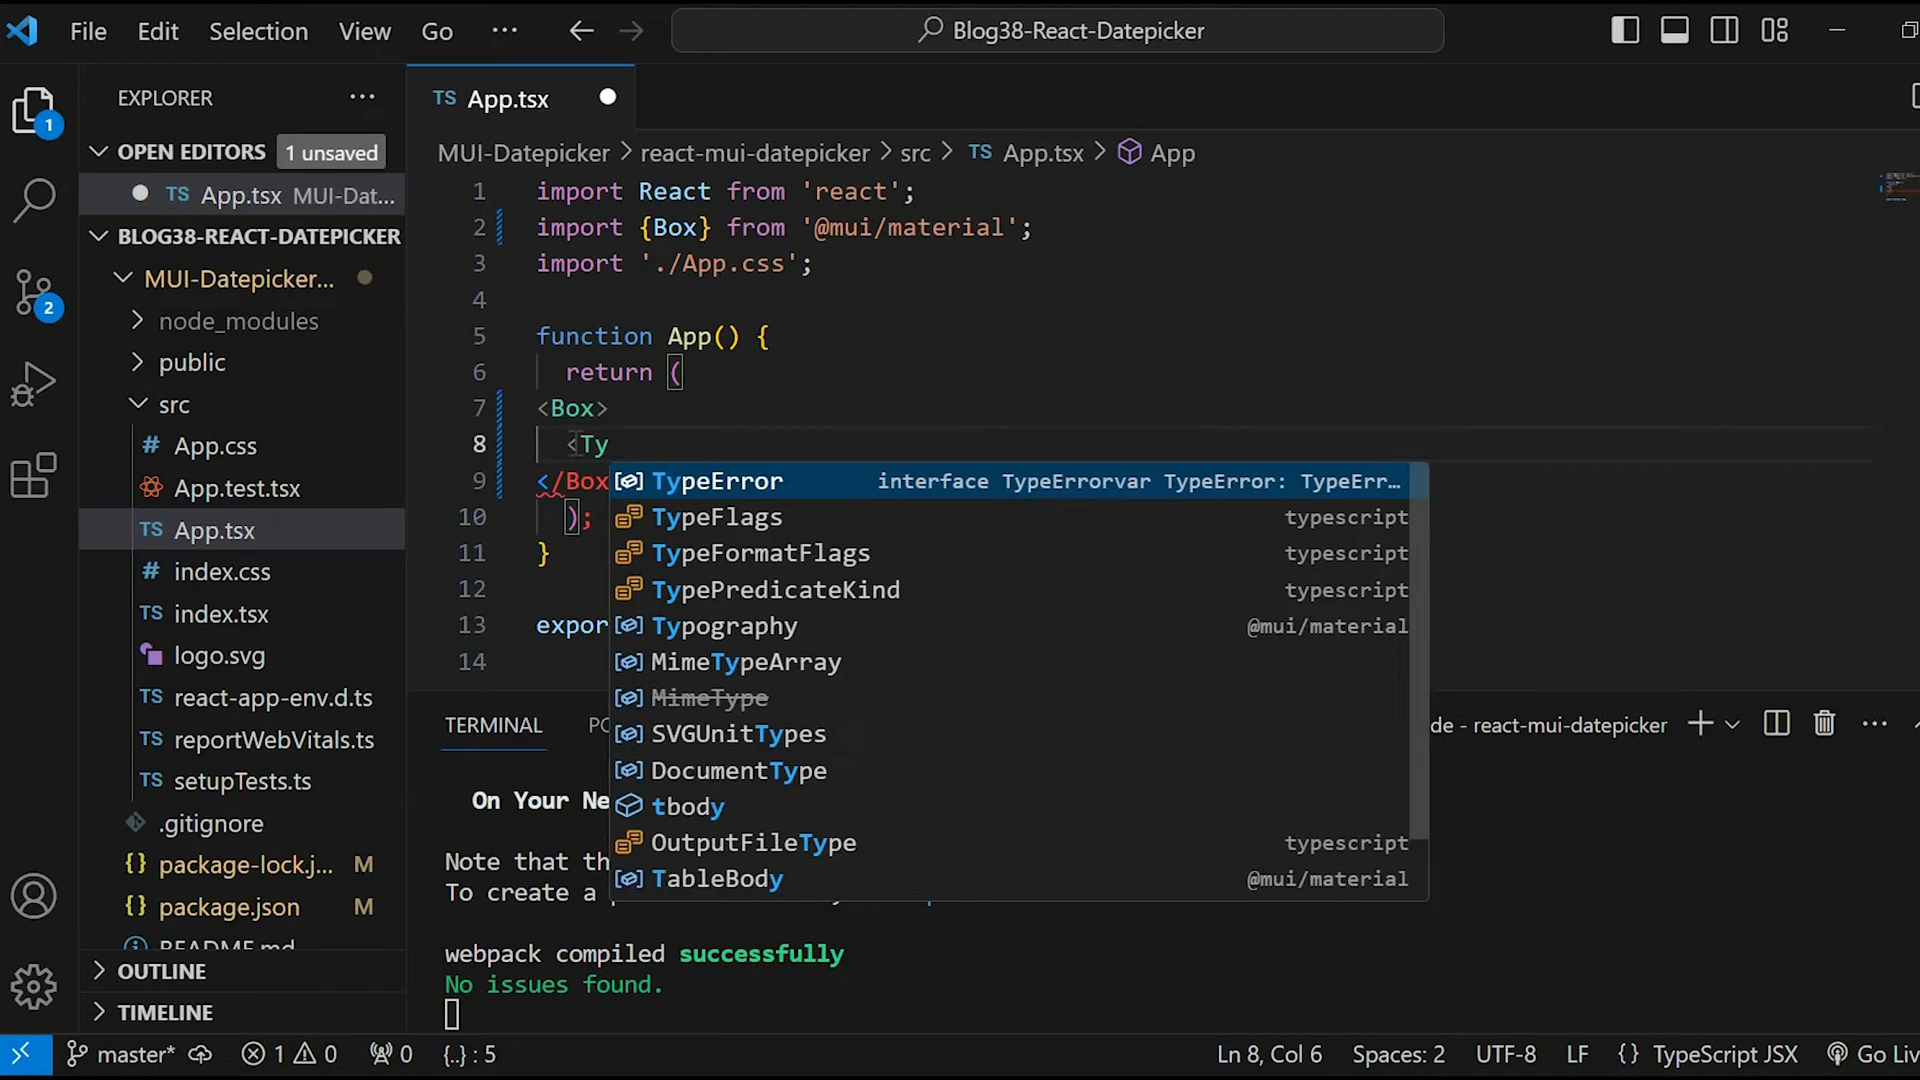 File Edit Selection View Go ··· Blog38-React-Datepicker
EXPLORER ···
1
OPEN EDITORS 1 unsaved
TS App.tsx MUI-Dat...
BLOG38-REACT-DATEPICKER
MUI-Datepicker...
node_modules
public
src
# App.css
App.test.tsx
TS App.tsx
# index.css
TS index.tsx
logo.svg
TS react-app-env.d.ts
TS reportWebVitals.ts
TS setupTests.ts
.gitignore
{} package-lock.j... M
{} package.json M
README.md
OUTLINE
TIMELINE
2
TS App.tsx
MUI-Datepicker > react-mui-datepicker > src > TS App.tsx > App
1 import React from 'react';
2 import {Box} from '@mui/material';
3 import './App.css';
4
5 function App() {
6 return (
7 <Box>
8 <Ty
9 </Box
10 );
11 }
12
13 expor
14
TypeError interface TypeErrorvar TypeError: TypeErr...
TypeFlags typescript
TypeFormatFlags typescript
TypePredicateKind typescript
Typography @mui/material
MimeTypeArray
MimeType
SVGUnitTypes
DocumentType
tbody
OutputFileType typescript
TableBody @mui/material
TERMINAL PO de - react-mui-datepicker ···
On Your Ne
Note that th
To create a
webpack compiled successfully
No issues found.
master* 1 0 0 {..} : 5 Ln 8, Col 6 Spaces: 2 UTF-8 LF {} TypeScript JSX Go Liv